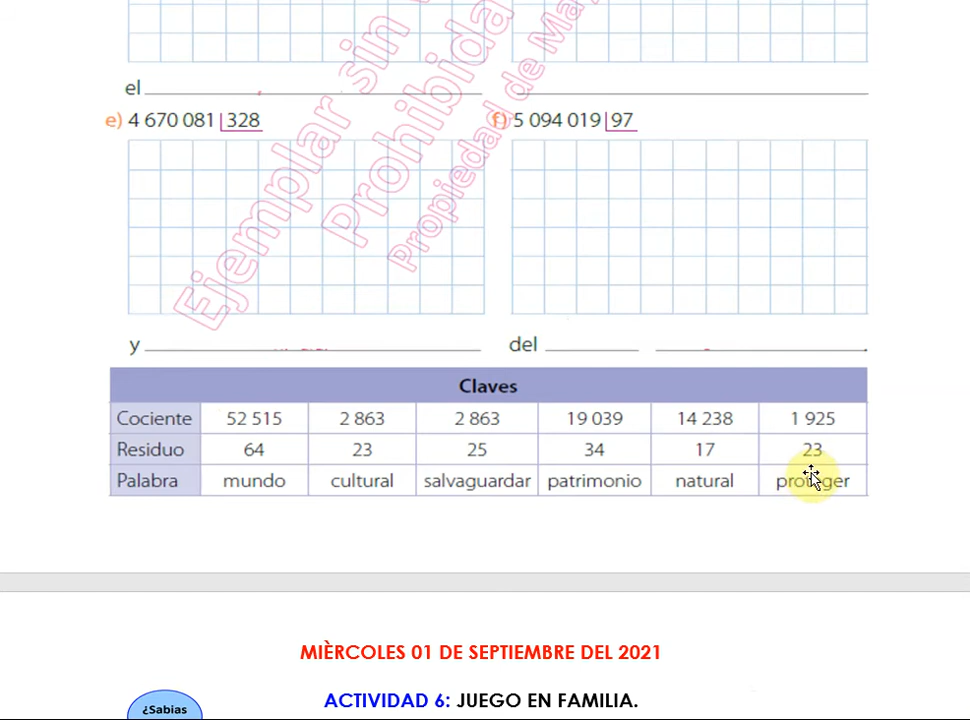 Ejemplar sin
Prohibida
Propiedad de Ma
el
e) 4 670 081 328
f) 5 094 019 97
y
del
Claves
Cociente 52 515 2 863 2 863 19 039 14 238 1 925
Residuo 64 23 25 34 17 23
Palabra mundo cultural salvaguardar patrimonio natural proteger
MIÈRCOLES 01 DE SEPTIEMBRE DEL 2021
ACTIVIDAD 6: JUEGO EN FAMILIA.
¿Sabias